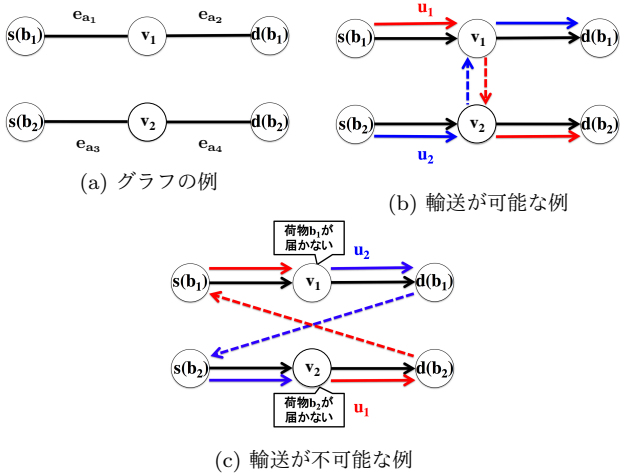 e_{a_1} e_{a_2} u_1
s(b_1) v_1 d(b_1) s(b_1) v_1 d(b_1)
s(b_2) v_2 d(b_2) s(b_2) v_2 d(b_2)
e_{a_3} e_{a_4} u_2
(a) グラフの例
(b) 輸送が可能な例
荷物b_1が
届かない
u_2
s(b_1) v_1 d(b_1)
s(b_2) v_2 d(b_2)
荷物b_2が
届かない
u_1
(c) 輸送が不可能な例